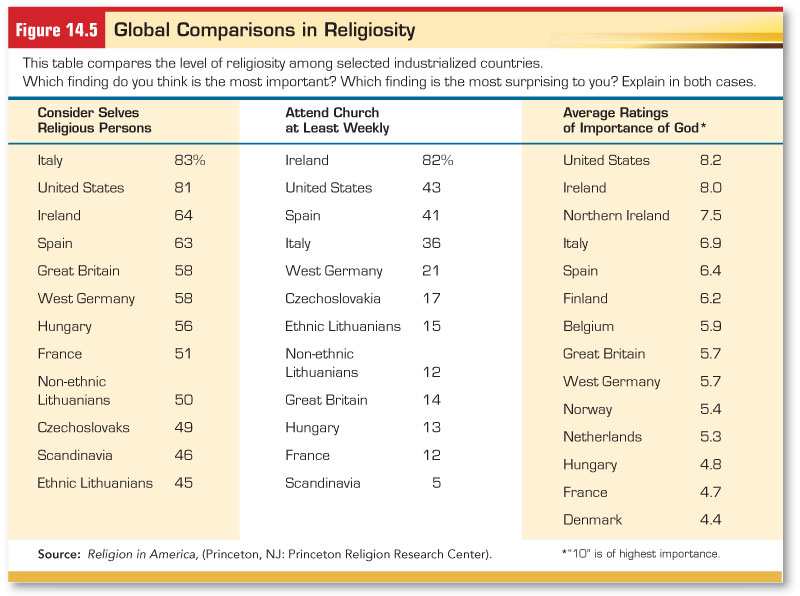 Figure 14.5 Global Comparisons in Religiosity
This table compares the level of religiosity among selected industrialized countries.
Which finding do you think is the most important? Which finding is the most surprising to you? Explain in both cases.
Consider Selves
Religious Persons
Italy 83%
United States 81
Ireland 64
Spain 63
Great Britain 58
West Germany 58
Hungary 56
France 51
Non-ethnic
Lithuanians 50
Czechoslovaks 49
Scandinavia 46
Ethnic Lithuanians 45
Attend Church
at Least Weekly
Ireland 82%
United States 43
Spain 41
Italy 36
West Germany 21
Czechoslovakia 17
Ethnic Lithuanians 15
Non-ethnic
Lithuanians 12
Great Britain 14
Hungary 13
France 12
Scandinavia 5
Average Ratings
of Importance of God*
United States 8.2
Ireland 8.0
Northern Ireland 7.5
Italy 6.9
Spain 6.4
Finland 6.2
Belgium 5.9
Great Britain 5.7
West Germany 5.7
Norway 5.4
Netherlands 5.3
Hungary 4.8
France 4.7
Denmark 4.4
Source: Religion in America, (Princeton, NJ: Princeton Religion Research Center).
*"10" is of highest importance.